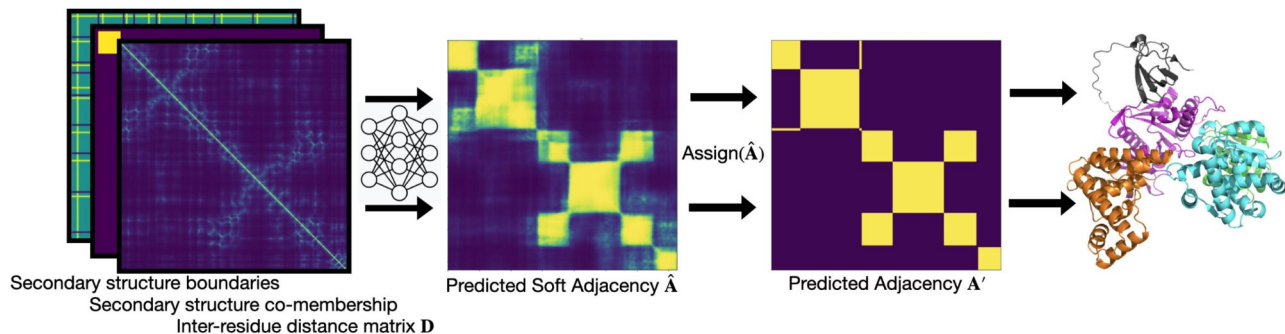 Secondary structure boundaries
Secondary structure co-membership
Inter-residue distance matrix D
Predicted Soft Adjacency Â
Assign(Â)
Predicted Adjacency A′